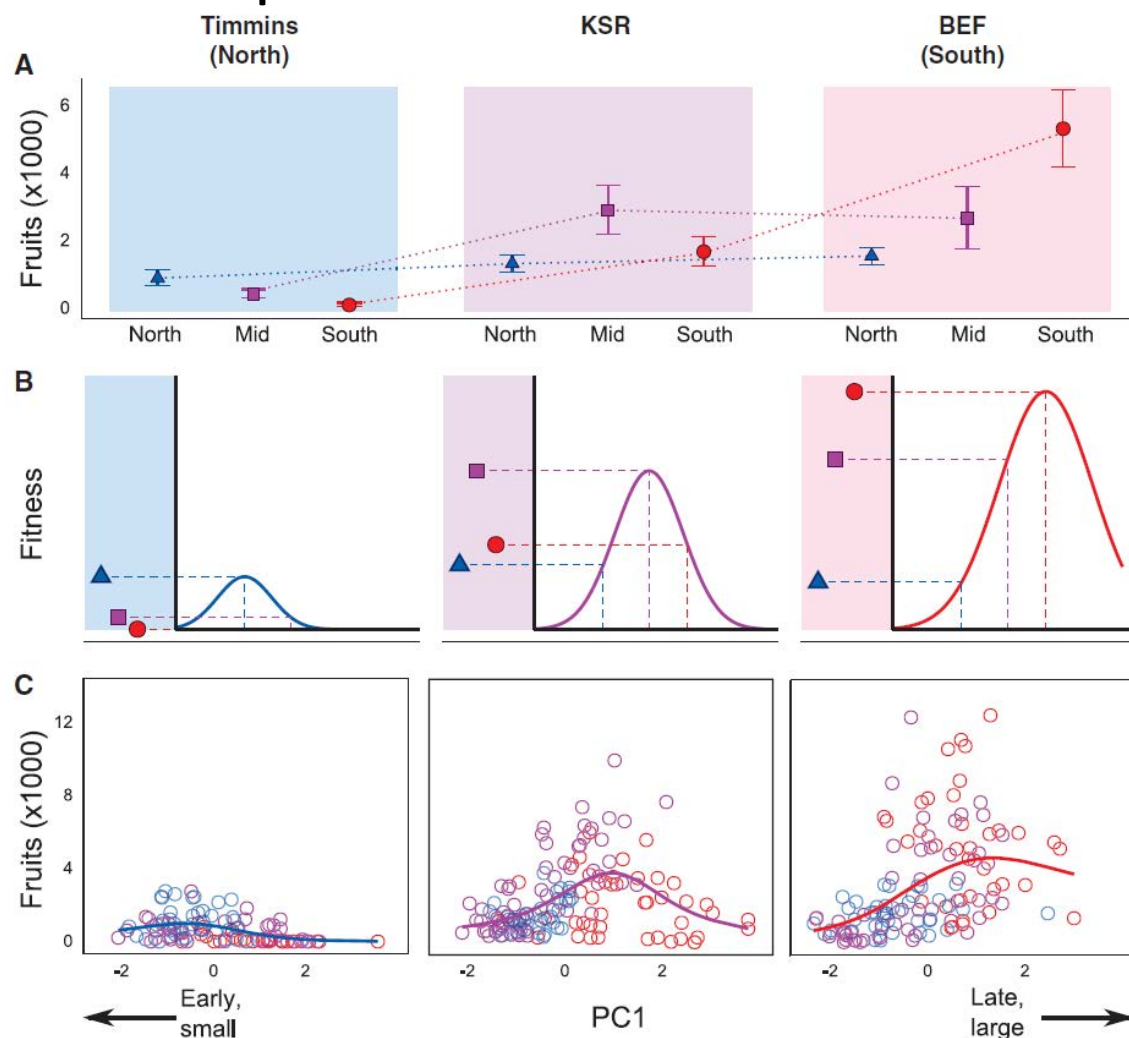 Timmins
(North)
KSR
BEF
(South)
A
Fruits (x1000)
6
4
2
0
North Mid South North Mid South North Mid South
B
Fitness
C
Fruits (x1000)
12
8
4
0
-2 0 2 -2 0 2 -2 0 2
Early,
small
PC1
Late,
large